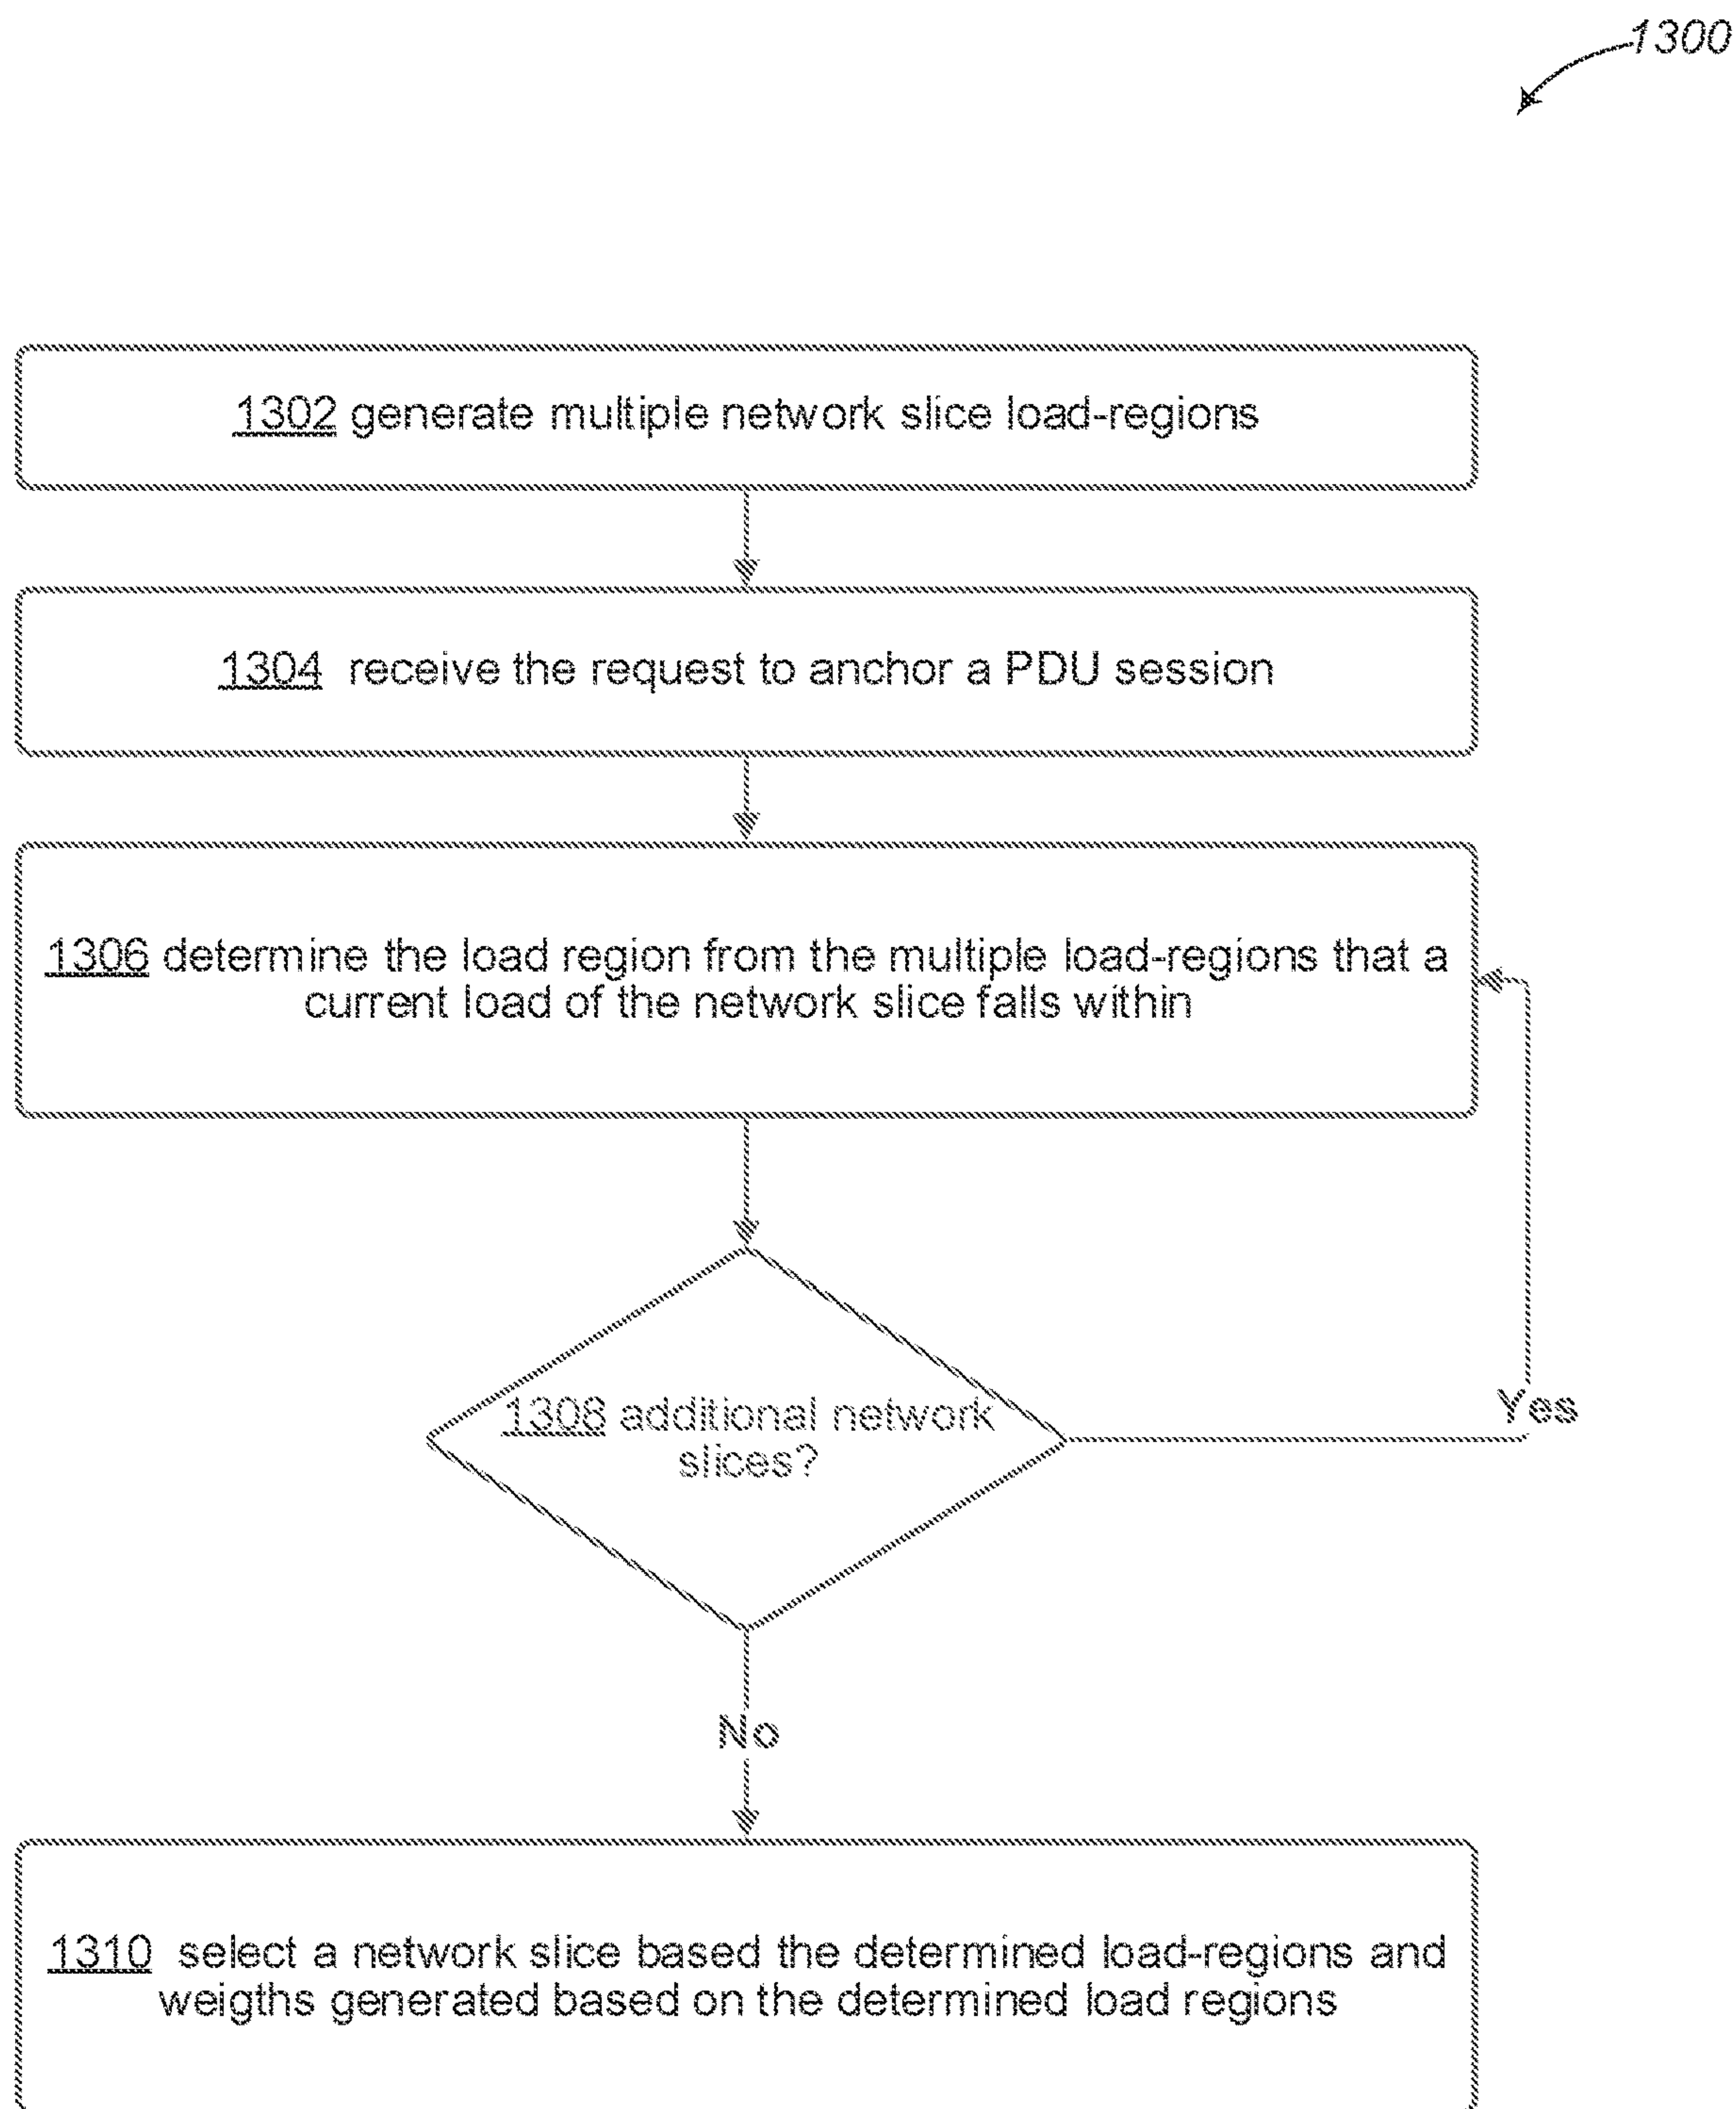 1300
1302 generate multiple network slice load-regions
1304 receive the request to anchor a PDU session
1306 determine the load region from the multiple load-regions that a
current load of the network slice falls within
1308 additional network
slices?
Yes
No
1310 select a network slice based the determined load-regions and
weigths generated based on the determined load regions